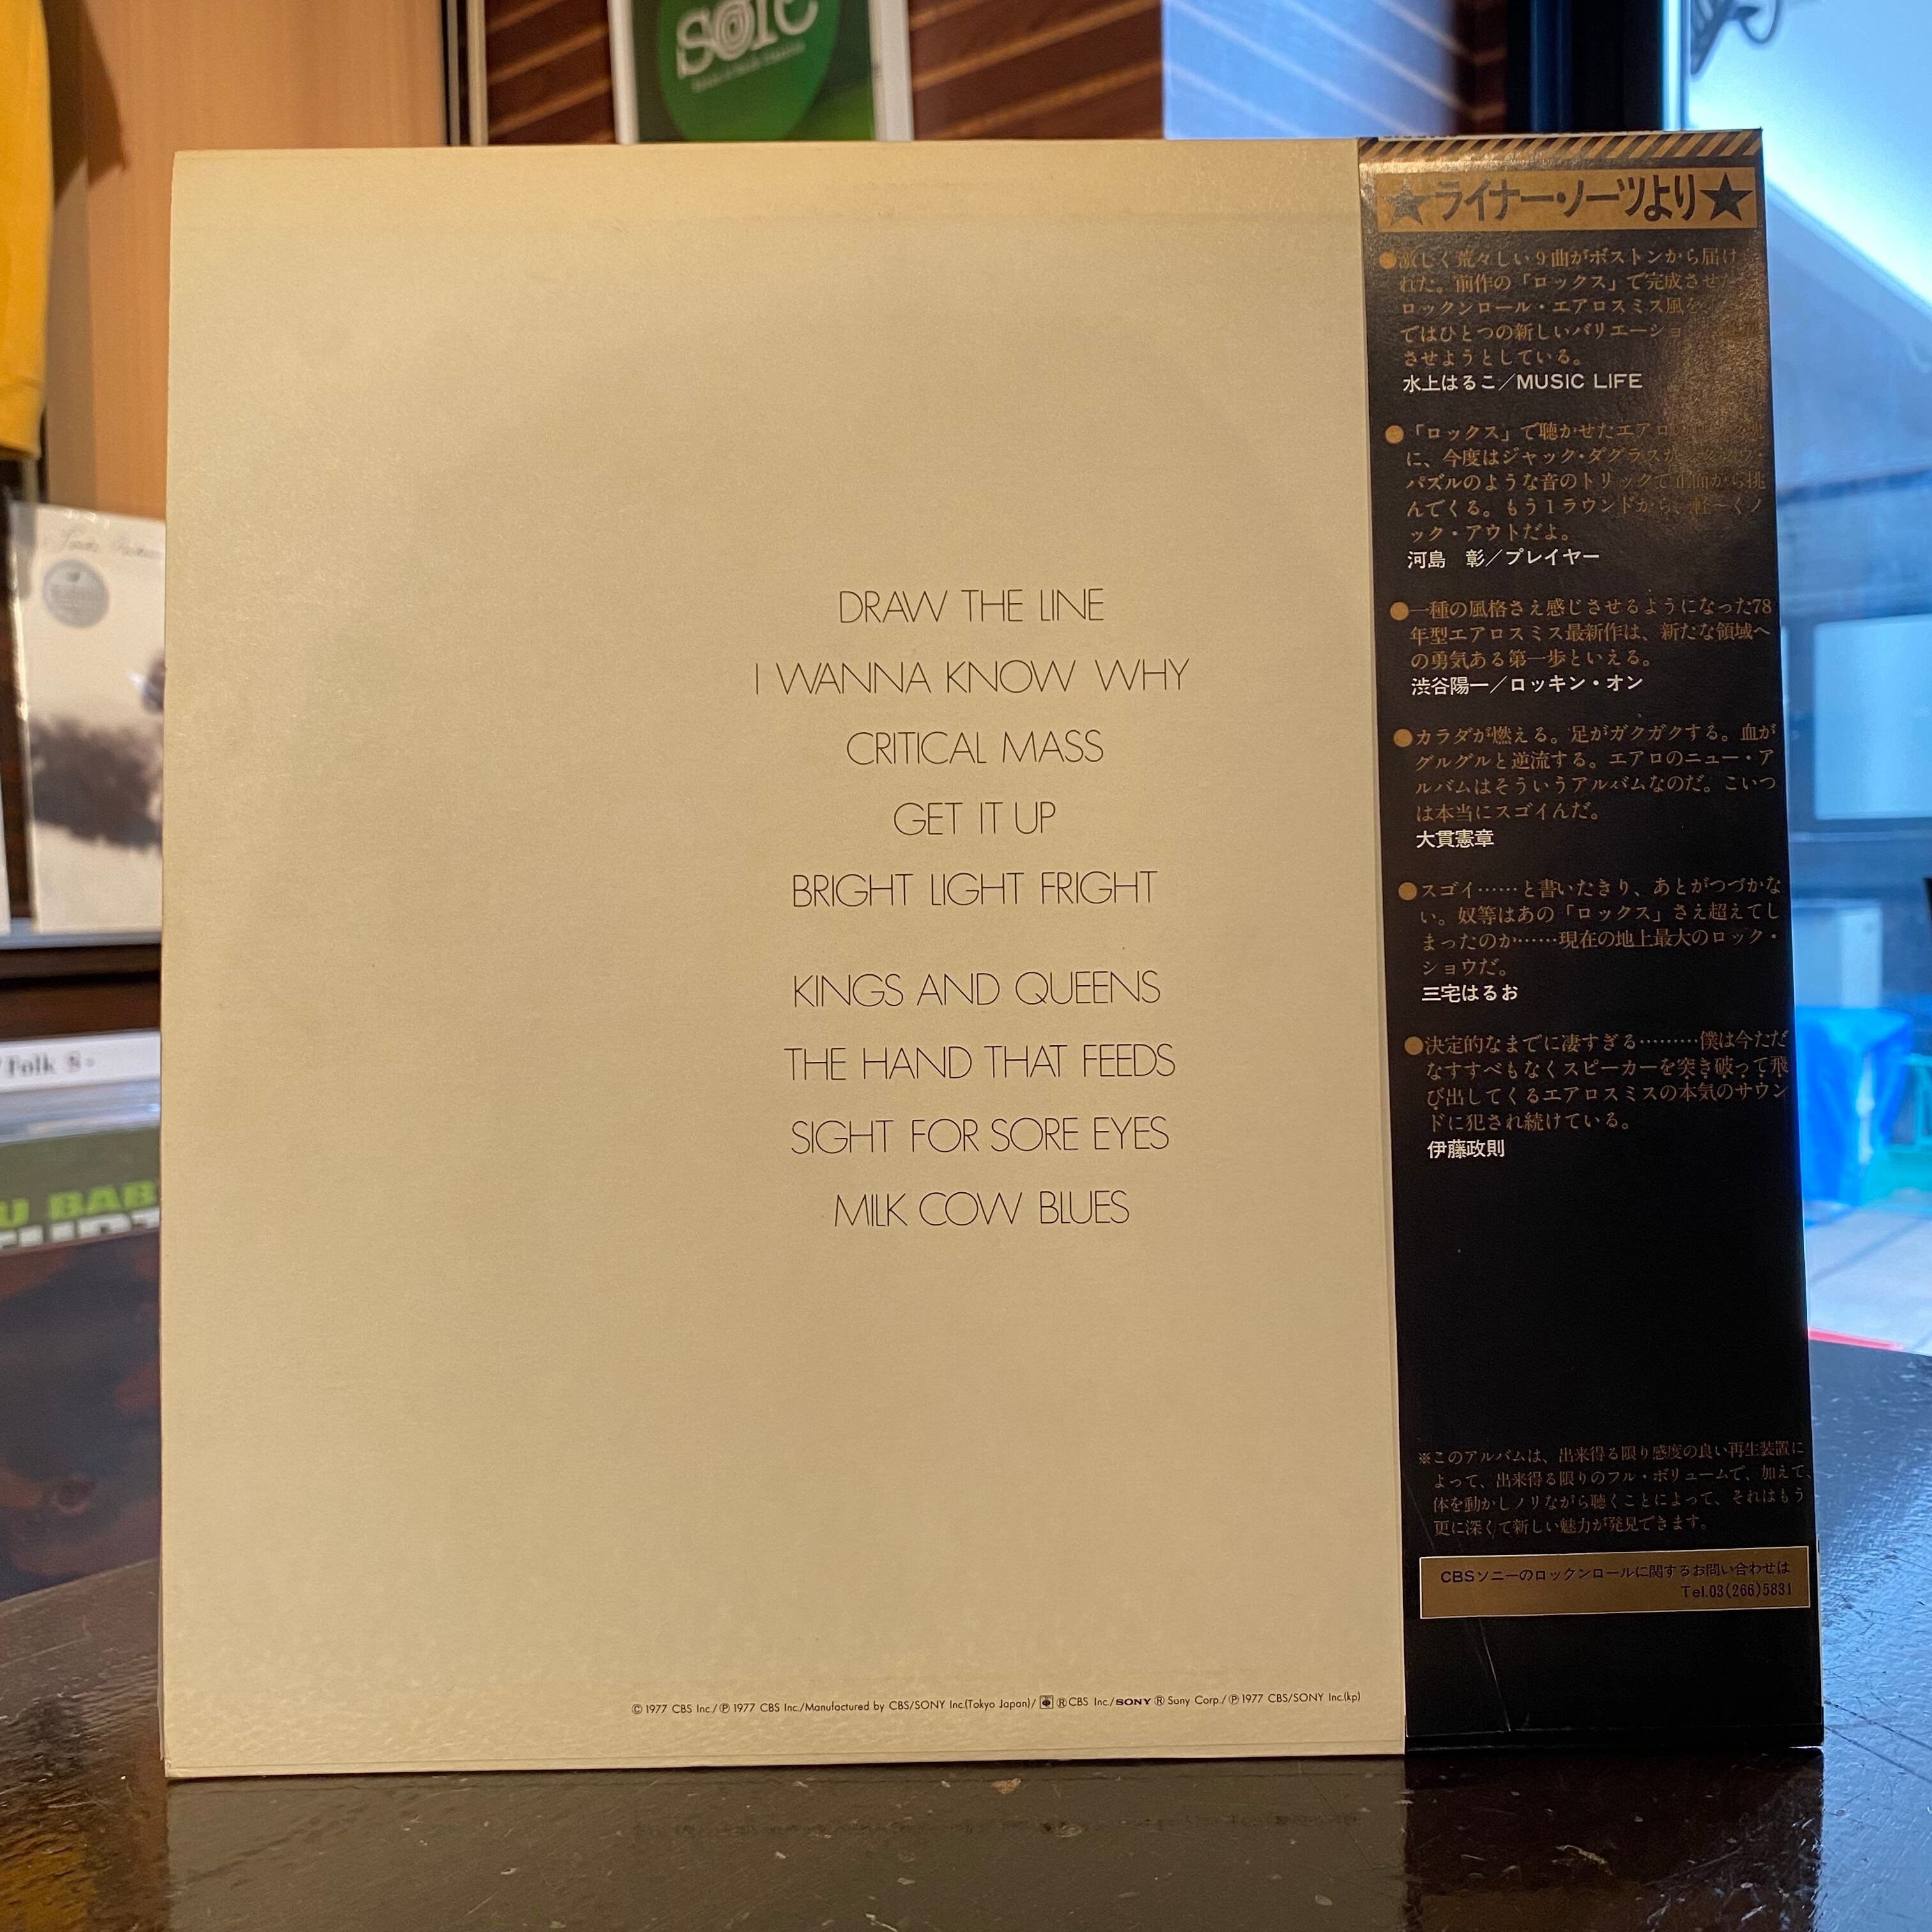 DRAW THE LINE
I WANNA KNOW WHY
CRITICAL MASS
GET IT UP
BRIGHT LIGHT FRIGHT
KINGS AND QUEENS
THE HAND THAT FEEDS
SIGHT FOR SORE EYES
MILK COW BLUES
© 1977 CBS Inc./℗ 1977 CBS Inc./Manufactured by CBS/SONY Inc.(Tokyo Japan)/ ® CBS Inc./SONY ® Sony Corp./℗ 1977 CBS/SONY Inc.(kp)
★ライナー・ノーツより★
●激しく荒々しい9曲がボストンから届け
れた。前作の「ロックス」で完成させ
ロックンロール・エアロスミス風を
ではひとつの新しいバリエーショ
させようとしている。
水上はるこ／MUSIC LIFE
●「ロックス」で聴かせたエアロ
に、今度はジャック・ダグラスが
パズルのような音のトリックで正面から挑
んでくる。もう1ラウンドから、軽～くノ
ック・アウトだよ。
河島 彰／プレイヤー
●一種の風格さえ感じさせるようになった78
年型エアロスミス最新作は、新たな領域へ
の勇気ある第一歩といえる。
渋谷陽一／ロッキン・オン
●カラダが燃える。足がガクガクする。血が
グルグルと逆流する。エアロのニュー・ア
ルバムはそういうアルバムなのだ。こいつ
は本当にスゴイんだ。
大貫憲章
●スゴイ……と書いたきり、あとがつづかな
い。奴等はあの「ロックス」さえ超えてし
まったのか……現在の地上最大のロック・
ショウだ。
三宅はるお
●決定的なまでに凄すぎる………僕は今ただ
なすすべもなくスピーカーを突き破って飛
び出してくるエアロスミスの本気のサウン
ドに犯され続けている。
伊藤政則
※このアルバムは、出来得る限り感度の良い再生装置に
よって、出来得る限りのフル・ボリュームで、加えて、
体を動かしノリながら聴くことによって、それはもう
更に深くて新しい魅力が発見できます。
CBSソニーのロックンロールに関するお問い合わせは
Tel.03(266)5831
Folk S-
U BAB